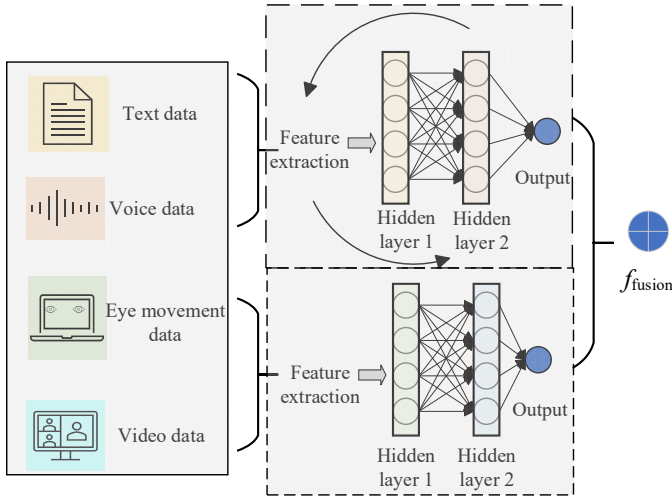 Text data
Voice data
Eye movement
data
Video data
Feature
extraction
Hidden
layer 1
Hidden
layer 2
Output
Feature
extraction
Hidden
layer 1
Hidden
layer 2
Output
f fusion